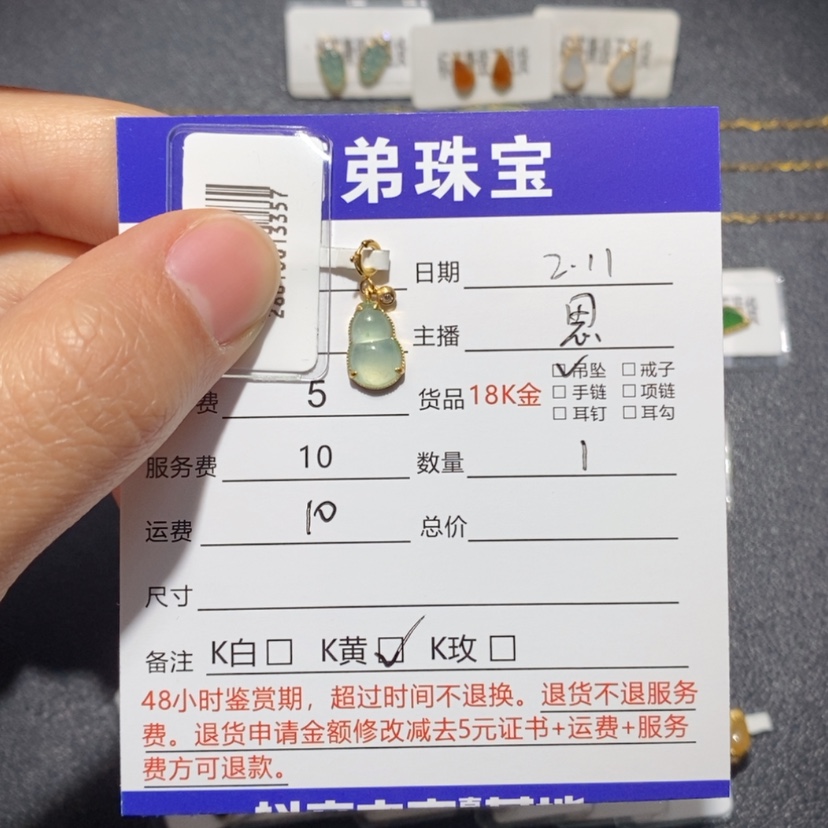 弟珠宝
日期 2.11
主播 恩
费 5
货品 18K金 ☑吊坠 □戒子
□手链 □项链
□耳钉 □耳勾
服务费 10
数量 1
运费 10
总价
尺寸
备注 K白□ K黄☑ K玫□
48小时鉴赏期，超过时间不退换。退货不退服务
费。退货申请金额修改减去5元证书+运费+服务
费方可退款。